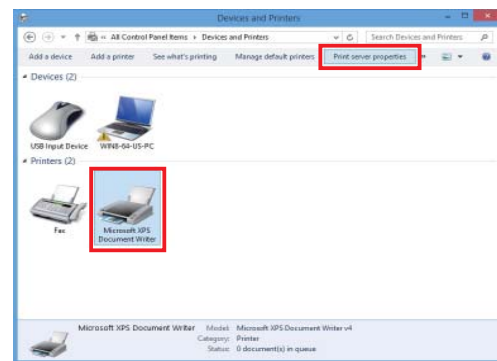 Devices and Printers
« All Control Panel Items ▸ Devices and Printers
Search Devices and Printers
Add a device Add a printer See what's printing Manage default printers Print server properties »
Devices (2)
USB Input Device
WIN8-64-US-PC
Printers (2)
Fax
Microsoft XPS
Document Writer
Microsoft XPS Document Writer Model: Microsoft XPS Document Writer v4
Category: Printer
Status: 0 document(s) in queue